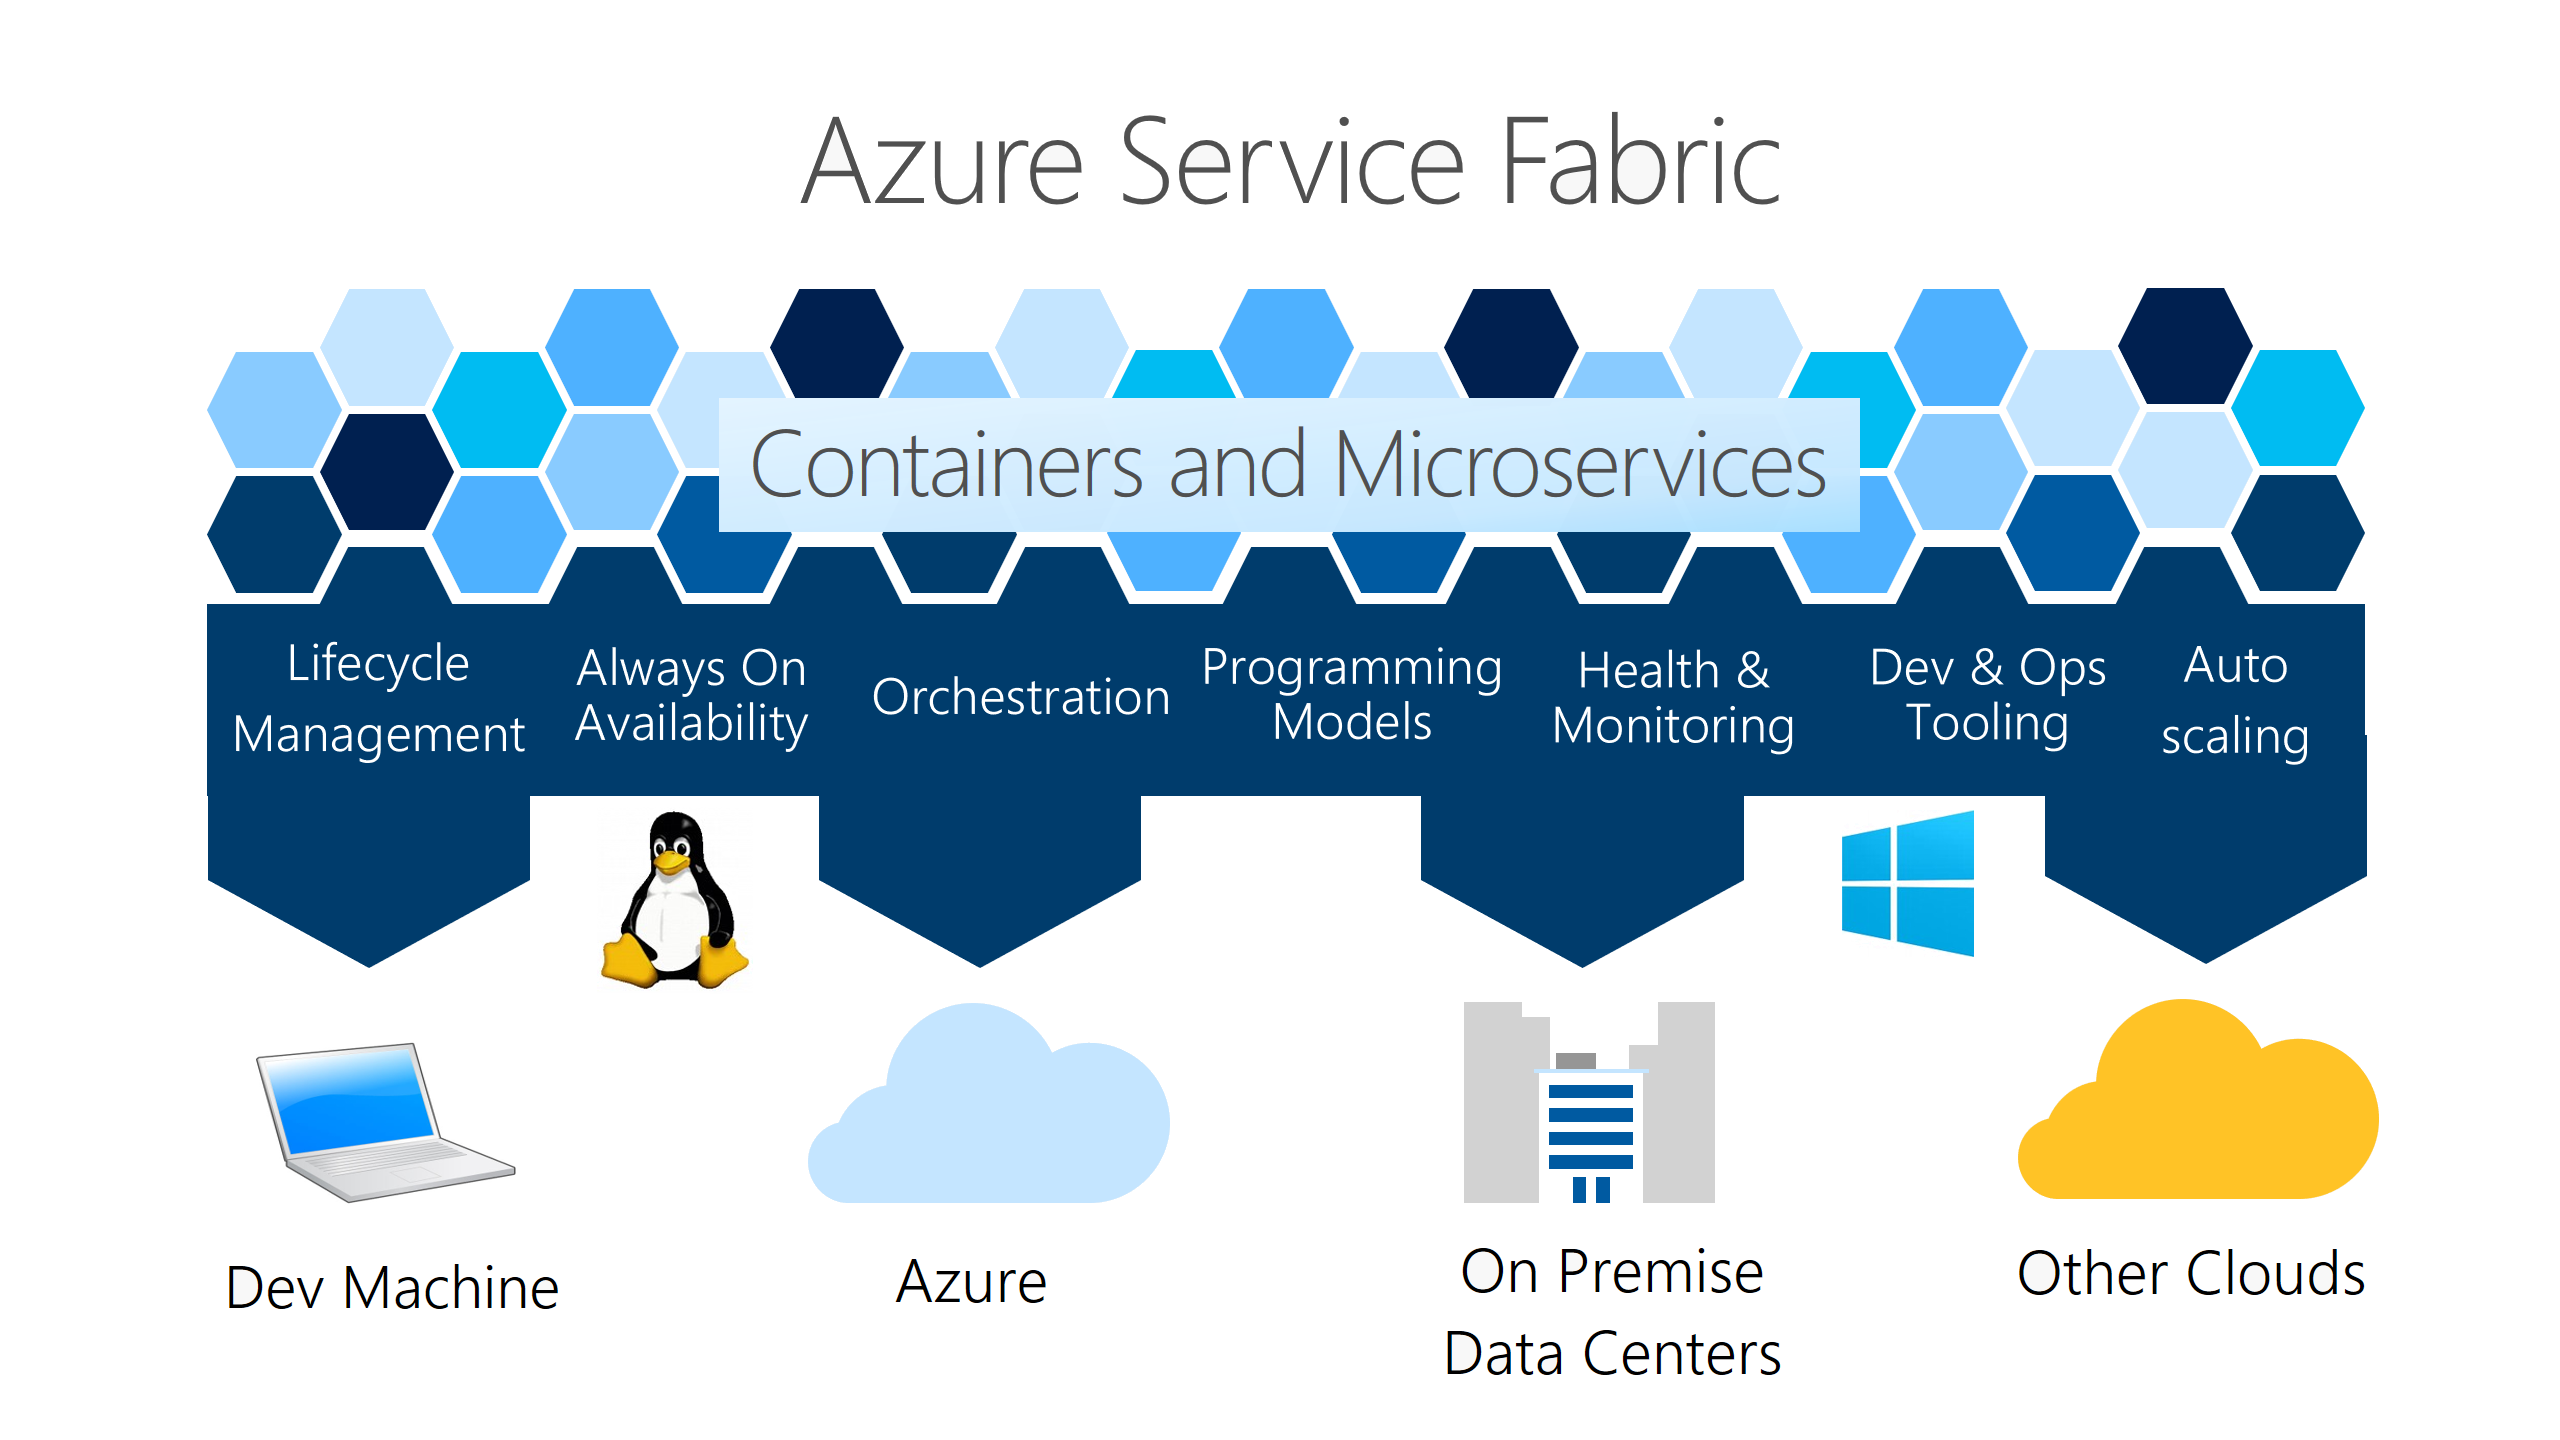 Azure Service Fabric
Containers and Microservices
Lifecycle
Management
Always On
Availability
Orchestration
Programming
Models
Health &
Monitoring
Dev & Ops
Tooling
Auto
scaling
Dev Machine
Azure
On Premise
Data Centers
Other Clouds